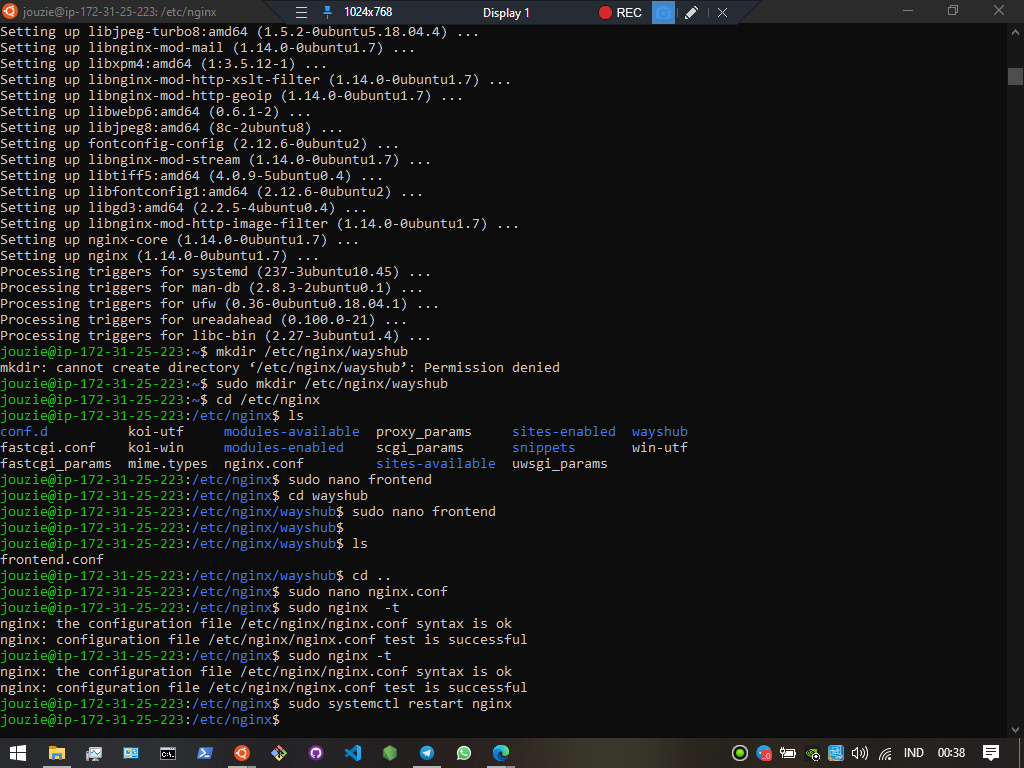 jouzie@ip-172-31-25-223: /etc/nginx
1024x768
Display 1
REC
Setting up libjpeg-turbo8:amd64 (1.5.2-0ubuntu5.18.04.4) ...
Setting up libnginx-mod-mail (1.14.0-0ubuntu1.7) ...
Setting up libxpm4:amd64 (1:3.5.12-1) ...
Setting up libnginx-mod-http-xslt-filter (1.14.0-0ubuntu1.7) ...
Setting up libnginx-mod-http-geoip (1.14.0-0ubuntu1.7) ...
Setting up libwebp6:amd64 (0.6.1-2) ...
Setting up libjpeg8:amd64 (8c-2ubuntu8) ...
Setting up fontconfig-config (2.12.6-0ubuntu2) ...
Setting up libnginx-mod-stream (1.14.0-0ubuntu1.7) ...
Setting up libtiff5:amd64 (4.0.9-5ubuntu0.4) ...
Setting up libfontconfig1:amd64 (2.12.6-0ubuntu2) ...
Setting up libgd3:amd64 (2.2.5-4ubuntu0.4) ...
Setting up libnginx-mod-http-image-filter (1.14.0-0ubuntu1.7) ...
Setting up nginx-core (1.14.0-0ubuntu1.7) ...
Setting up nginx (1.14.0-0ubuntu1.7) ...
Processing triggers for systemd (237-3ubuntu10.45) ...
Processing triggers for man-db (2.8.3-2ubuntu0.1) ...
Processing triggers for ufw (0.36-0ubuntu0.18.04.1) ...
Processing triggers for ureadahead (0.100.0-21) ...
Processing triggers for libc-bin (2.27-3ubuntu1.4) ...
jouzie@ip-172-31-25-223:~$ mkdir /etc/nginx/wayshub
mkdir: cannot create directory ‘/etc/nginx/wayshub’: Permission denied
jouzie@ip-172-31-25-223:~$ sudo mkdir /etc/nginx/wayshub
jouzie@ip-172-31-25-223:~$ cd /etc/nginx
jouzie@ip-172-31-25-223:/etc/nginx$ ls
conf.d koi-utf modules-available proxy_params sites-enabled wayshub
fastcgi.conf koi-win modules-enabled scgi_params snippets win-utf
fastcgi_params mime.types nginx.conf sites-available uwsgi_params
jouzie@ip-172-31-25-223:/etc/nginx$ sudo nano frontend
jouzie@ip-172-31-25-223:/etc/nginx$ cd wayshub
jouzie@ip-172-31-25-223:/etc/nginx/wayshub$ sudo nano frontend
jouzie@ip-172-31-25-223:/etc/nginx/wayshub$
jouzie@ip-172-31-25-223:/etc/nginx/wayshub$ ls
frontend.conf
jouzie@ip-172-31-25-223:/etc/nginx/wayshub$ cd ..
jouzie@ip-172-31-25-223:/etc/nginx$ sudo nano nginx.conf
jouzie@ip-172-31-25-223:/etc/nginx$ sudo nginx  -t
nginx: the configuration file /etc/nginx/nginx.conf syntax is ok
nginx: configuration file /etc/nginx/nginx.conf test is successful
jouzie@ip-172-31-25-223:/etc/nginx$ sudo nginx -t
nginx: the configuration file /etc/nginx/nginx.conf syntax is ok
nginx: configuration file /etc/nginx/nginx.conf test is successful
jouzie@ip-172-31-25-223:/etc/nginx$ sudo systemctl restart nginx
jouzie@ip-172-31-25-223:/etc/nginx$
IND 00:38